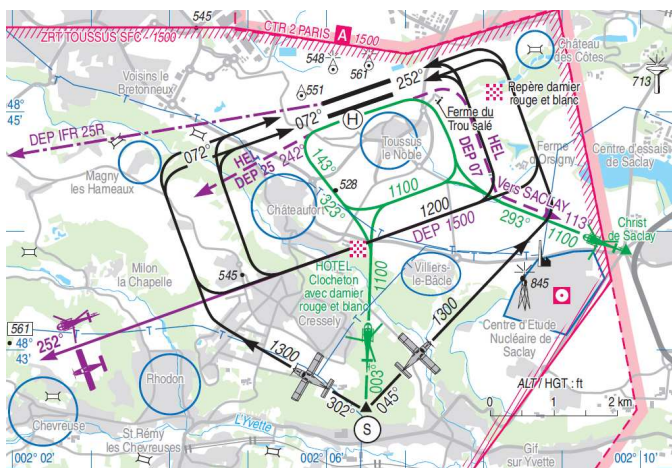 545
ZRT TOUSSUS SFC - 1500
CTR 2 PARIS A 1500
Château
des Côtes
Voisins le
Bretonneux
548
561
551
252°
713
48°
45'
072°
072°
Repère damier
rouge et blanc
DEP IFR 25R
H
Ferme du
Trou salé
Toussus
le Noble
HEL
DEP 07
Ferme
d'Orsigny
Centre d'essais
de Saclay
072°
HEL
DEP 25 242°
143°
Magny
les Hameaux
528
323°
1100
Vers SACLAY
113°
Châteaufort
1200
DEP 1500
293°
1100
Christ
de Saclay
Milon
la Chapelle
545
HOTEL
Clocheton
avec damier
rouge et blanc
1100
Villiers-
le-Bâcle
845
Cressely
561
48°
43'
252°
1300
1300
Centre d'Etude
Nucléaire de
Saclay
003°
Rhodon
302°
045°
ALT / HGT : ft
0 1 2 km
Chevreuse
St Rémy
les Chevreuses
L'Yvette
S
Gif
sur Yvette
002° 02'
002° 06'
002° 10'